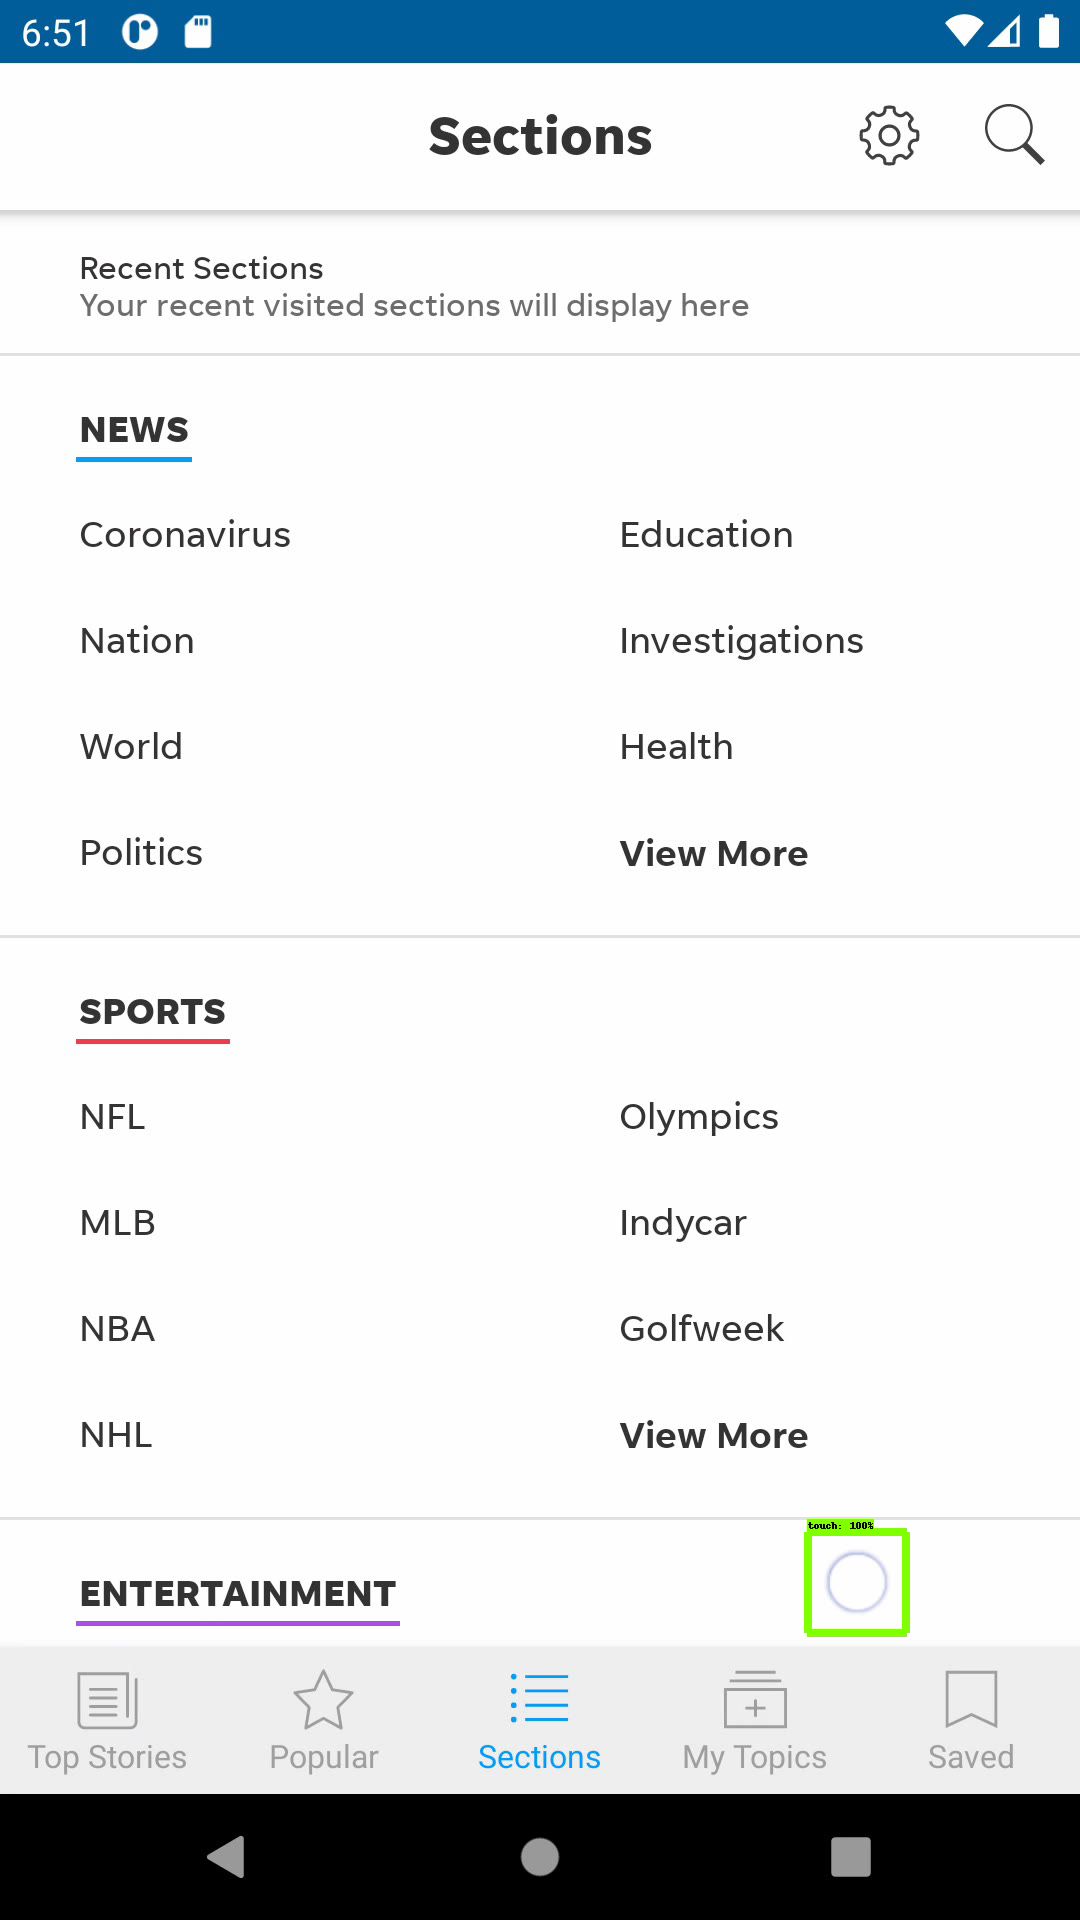 6:51
Sections
Recent Sections
Your recent visited sections will display here
NEWS
Coronavirus
Education
Nation
Investigations
World
Health
Politics
View More
SPORTS
NFL
Olympics
MLB
Indycar
NBA
Golfweek
NHL
View More
touch: 100%
ENTERTAINMENT
Top Stories
Popular
Sections
My Topics
Saved